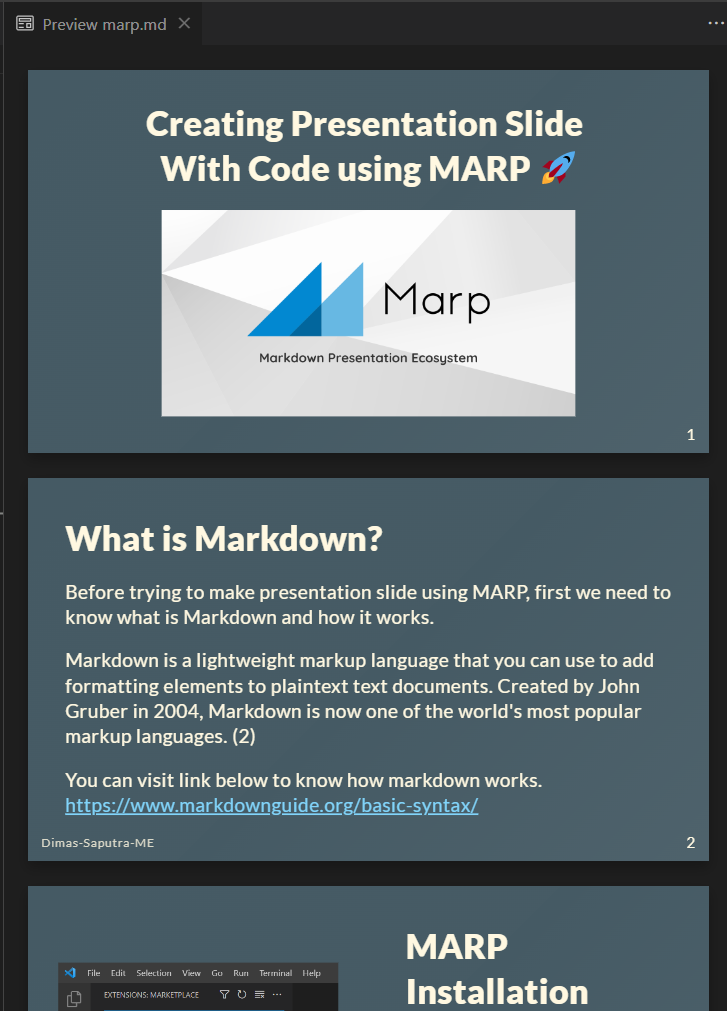 Preview marp.md
Creating Presentation Slide
With Code using MARP 🚀
Marp
Markdown Presentation Ecosystem
1
What is Markdown?
Before trying to make presentation slide using MARP, first we need to
know what is Markdown and how it works.
Markdown is a lightweight markup language that you can use to add
formatting elements to plaintext text documents. Created by John
Gruber in 2004, Markdown is now one of the world's most popular
markup languages. (2)
You can visit link below to know how markdown works.
https://www.markdownguide.org/basic-syntax/
Dimas-Saputra-ME
2
File Edit Selection View Go Run Terminal Help
EXTENSIONS: MARKETPLACE
MARP
Installation